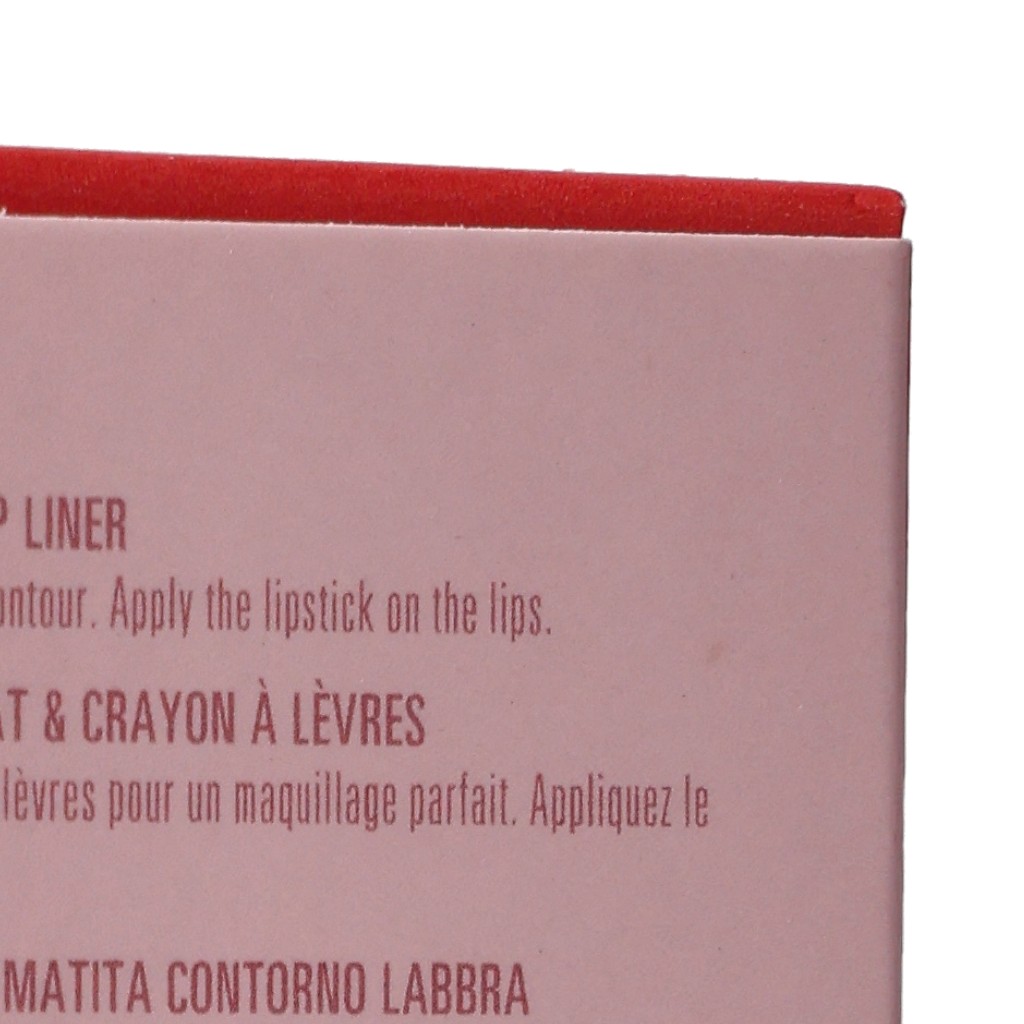 P LINER
ontour. Apply the lipstick on the lips.
AT & CRAYON À LÈVRES
lèvres pour un maquillage parfait. Appliquez le
MATITA CONTORNO LABBRA